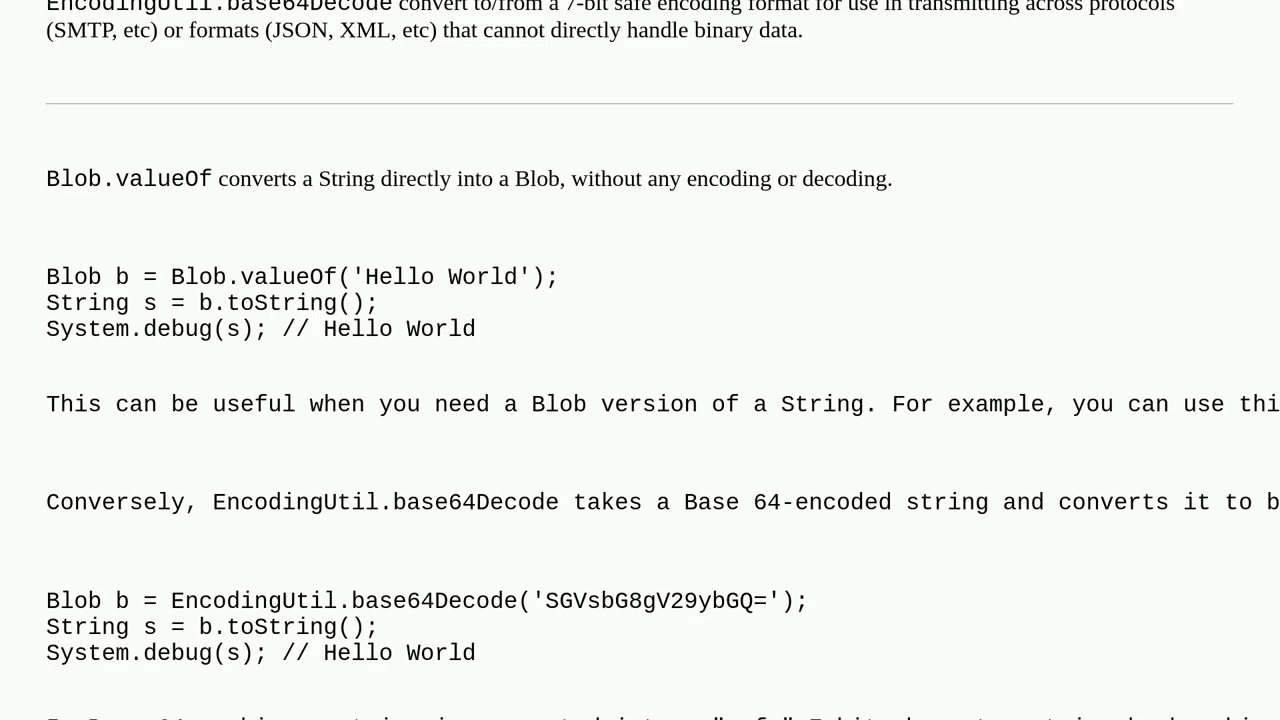 EncodingUtil.base64Decode convert to/from a 7-bit safe encoding format for use in transmitting across protocols
(SMTP, etc) or formats (JSON, XML, etc) that cannot directly handle binary data.
Blob.valueOf converts a String directly into a Blob, without any encoding or decoding.
Blob b = Blob.valueOf('Hello World');
String s = b.toString();
System.debug(s); // Hello World
This can be useful when you need a Blob version of a String. For example, you can use thi
Conversely, EncodingUtil.base64Decode takes a Base 64-encoded string and converts it to b
Blob b = EncodingUtil.base64Decode('SGVsbG8gV29ybGQ=');
String s = b.toString();
System.debug(s); // Hello World